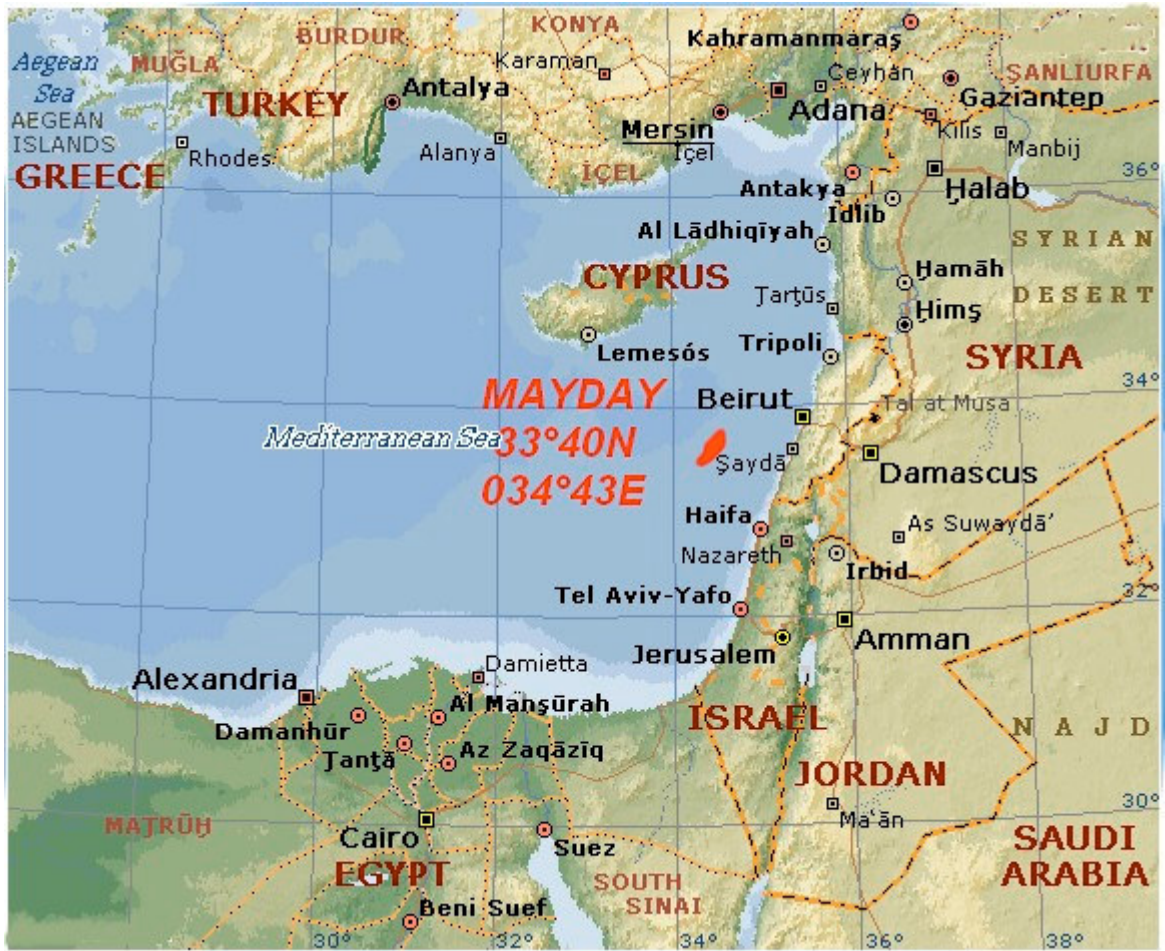 KONYA
BURDUR
Kahramanmaraş
Aegean
Sea
MUĞLA
Karaman
Ceyhan
ŞANLIURFA
TURKEY
Antalya
Adana
Gaziantep
AEGEAN
ISLANDS
Mersin
İçel
Kilis
Rhodes
Alanya
Manbij
GREECE
İÇEL
Antakya
Ḩalab
36°
Idlib
Al Lādhiqīyah
SYRIAN
CYPRUS
Ḩamāh
Ţarţūs
DESERT
Ḩimş
Lemesós
Tripoli
SYRIA
34°
MAYDAY
Beirut
Tal at Musa
Mediterranean Sea
33°40N
Şaydā
Damascus
034°43E
Haifa
As Suwaydā’
Nazareth
Irbid
Tel Aviv-Yafo
32°
Amman
Jerusalem
Damietta
Alexandria
Al Manşūrah
ISRAEL
Damanhūr
NAJD
Ţanţā
Az Zaqāzīq
JORDAN
30°
Ma‘ān
MAŢRŪḨ
Cairo
Suez
SAUDI
ARABIA
EGYPT
SOUTH
SINAI
Beni Suef
30°
32°
34°
36°
38°